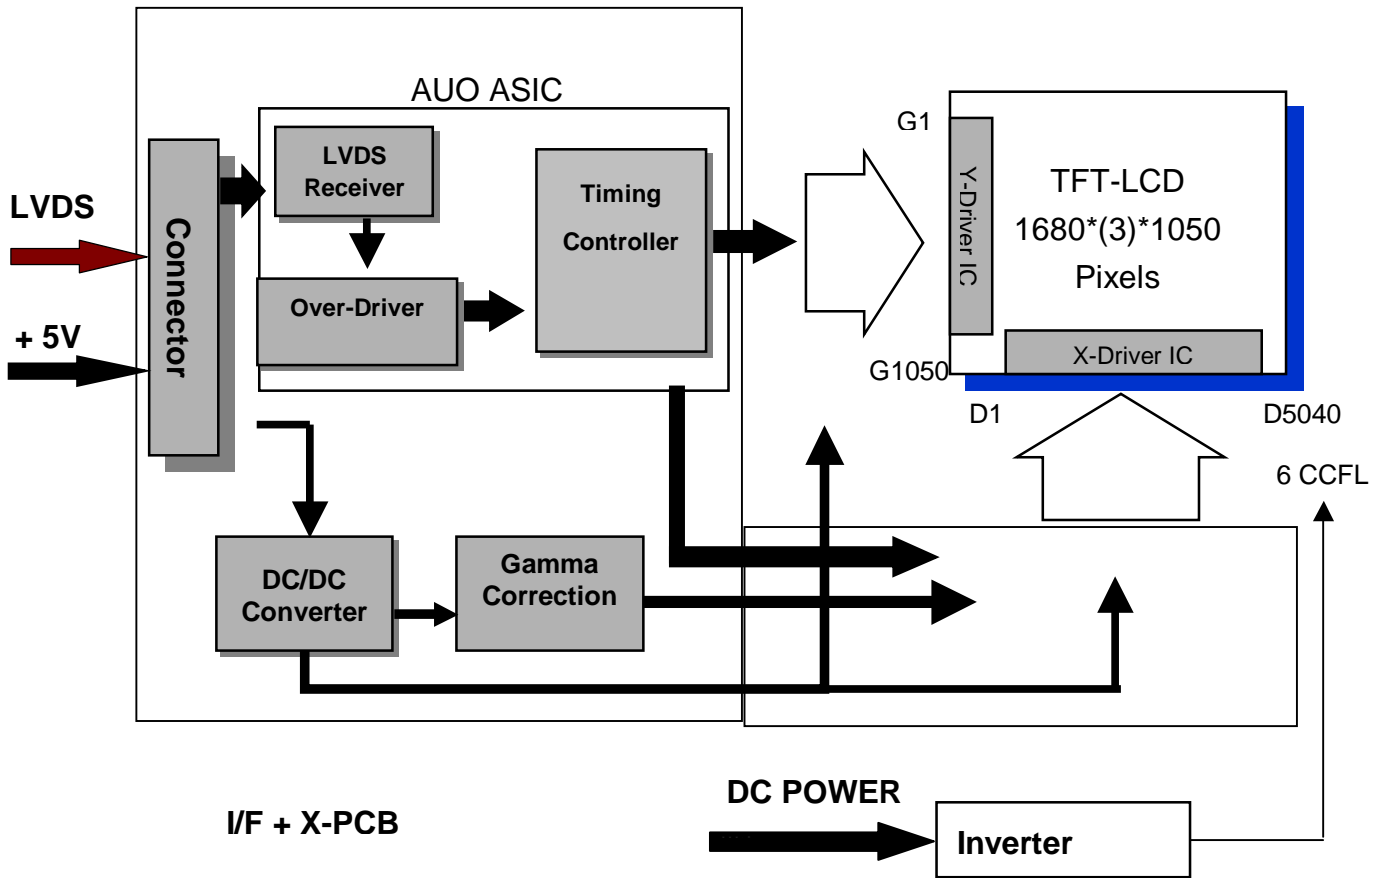 AUO ASIC
LVDS
Receiver
Timing
Controller
Over-Driver
LVDS
+ 5V
Connector
G1
Y-Driver IC
TFT-LCD
1680*(3)*1050
Pixels
X-Driver IC
G1050
D1
D5040
6 CCFL
DC/DC
Converter
Gamma
Correction
I/F + X-PCB
DC POWER
Inverter